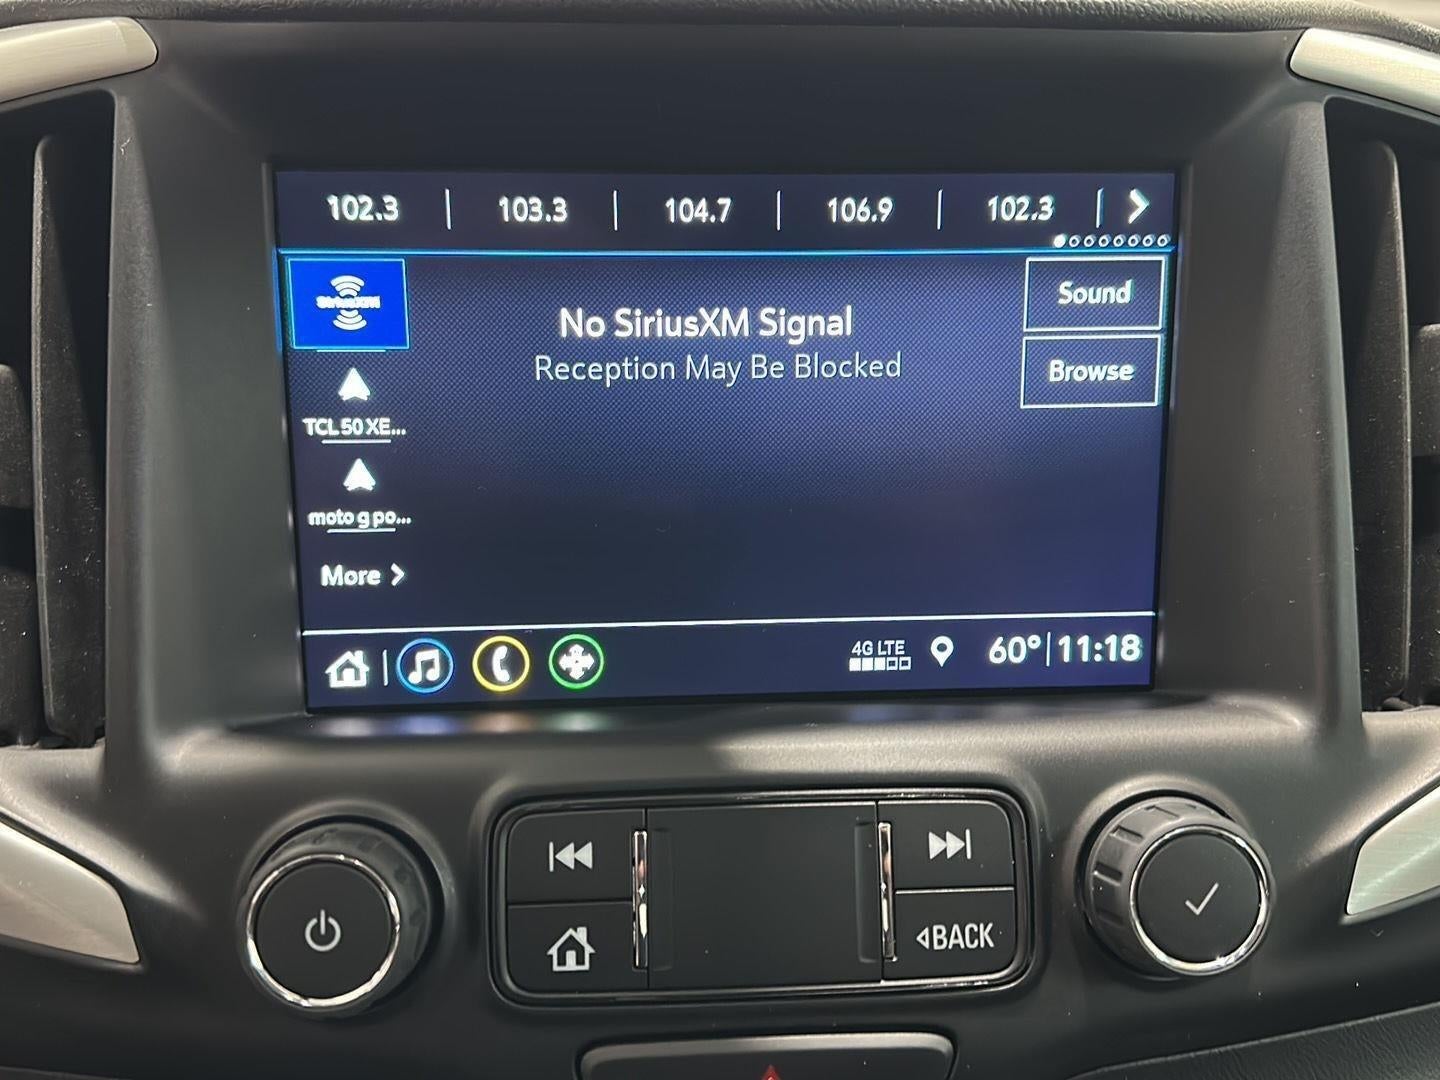 102.3 | 103.3 | 104.7 | 106.9 | 102.3
SiriusXM
No SiriusXM Signal
Reception May Be Blocked
Sound
Browse
TCL 50 XE...
moto g po...
More
4G LTE
60° | 11:18
BACK